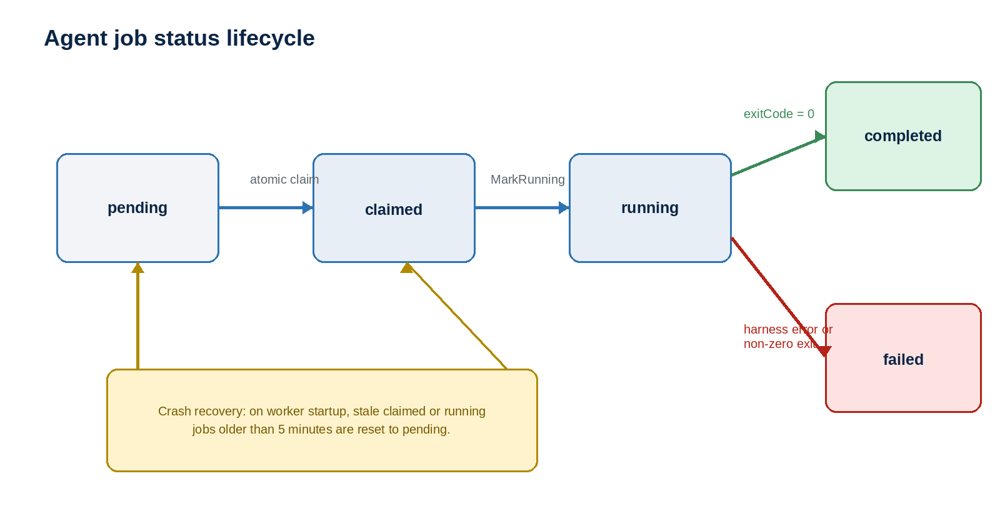 Agent job status lifecycle
exitCode = 0
completed
atomic claim
MarkRunning
pending
claimed
running
harness error or
non-zero exit
failed
Crash recovery: on worker startup, stale claimed or running
jobs older than 5 minutes are reset to pending.